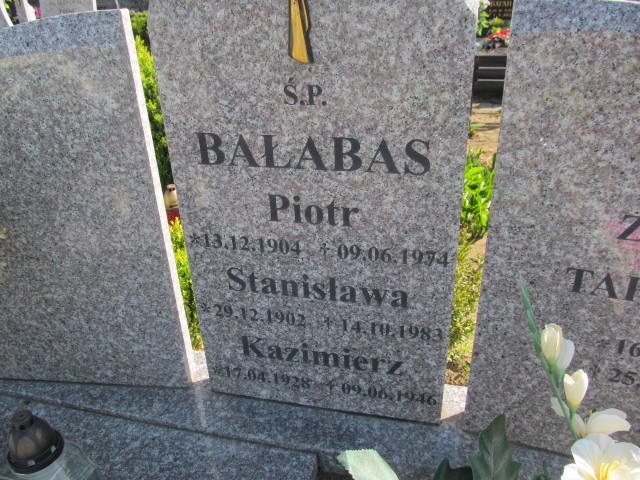 Ś.P.
BAŁABAS
Piotr
*13.12.1904 †09.06.1974
Stanisława
*29.12.1902 †14.10.1983
Kazimierz
*17.04.1928 †09.06.1946